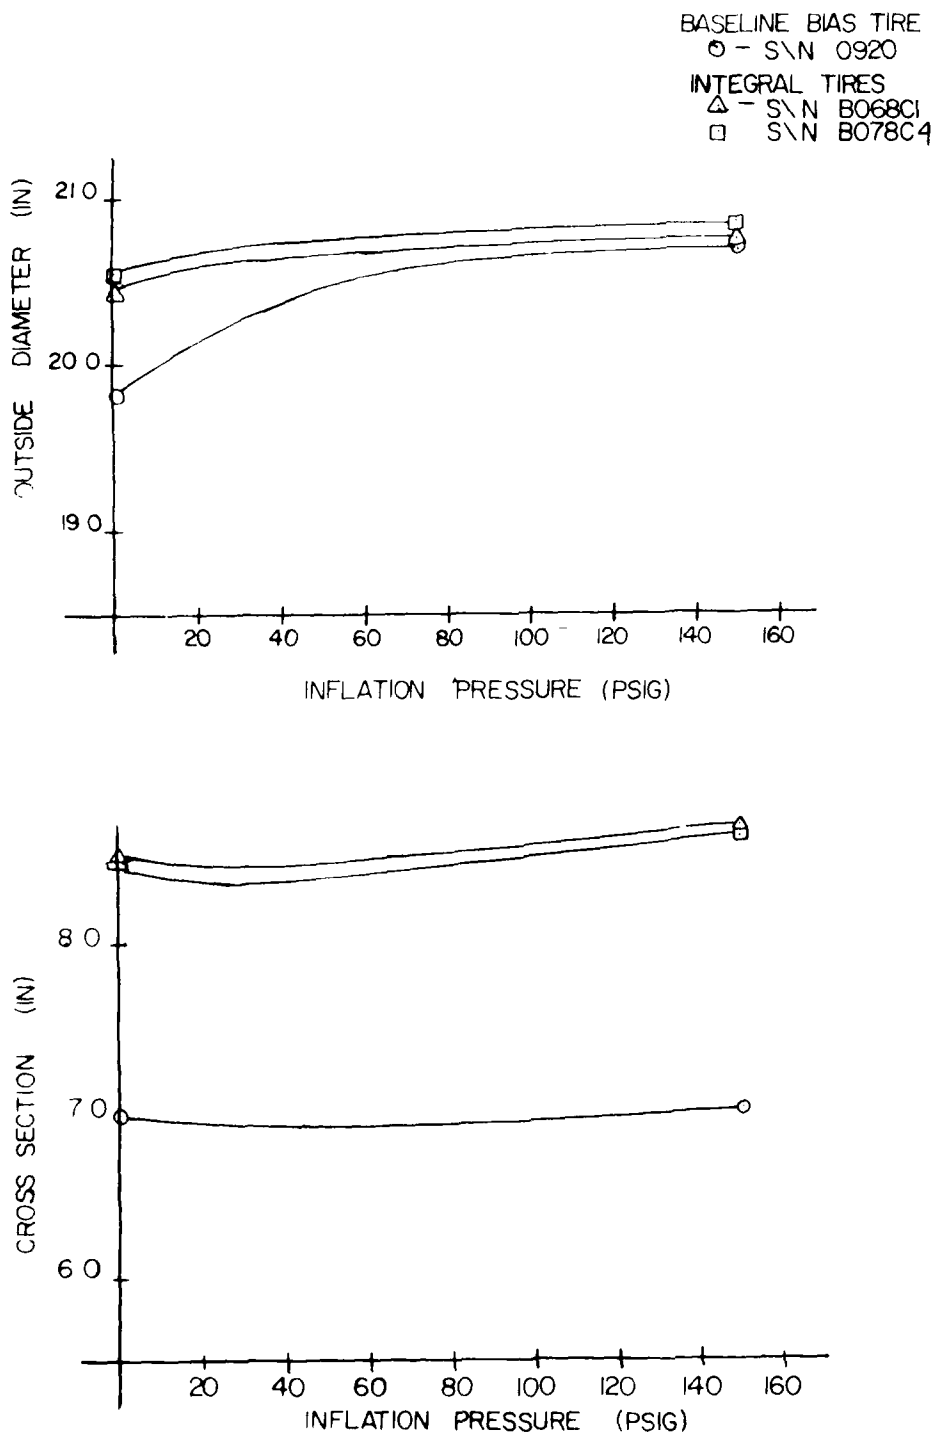 BASELINE BIAS TIRE
O - S\N 0920
INTEGRAL TIRES
△ - S\N B068C1
□ S\N B078C4
OUTSIDE DIAMETER (IN)
21 0
20 0
19 0
20 40 60 80 100 120 140 160
INFLATION PRESSURE (PSIG)
CROSS SECTION (IN)
8 0
7 0
6 0
20 40 60 80 100 120 140 160
INFLATION PRESSURE (PSIG)